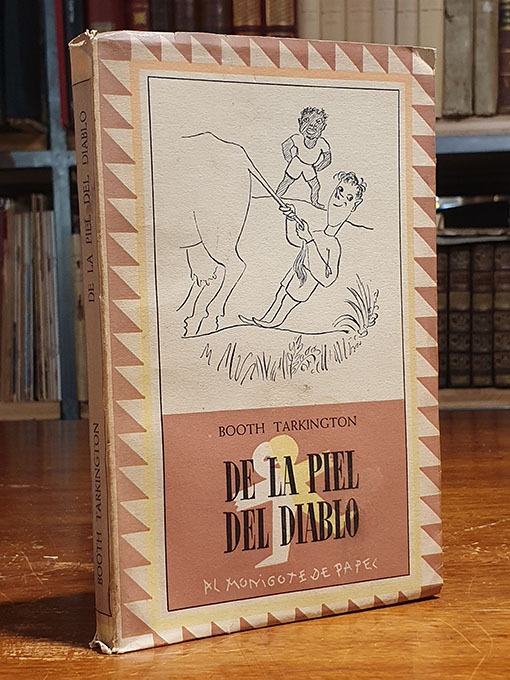 BOOTH TARKINGTON
DE LA PIEL
DEL DIABLO
AL MONIGOTE DE PAPEL
DE LA PIEL DEL DIABLO
BOOTH TARKINGTON